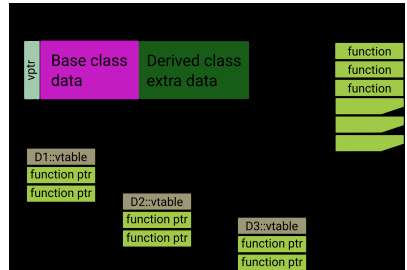 vptr
Base class
data
Derived class
extra data
function
function
function
D1::vtable
function ptr
function ptr
D2::vtable
function ptr
function ptr
D3::vtable
function ptr
function ptr